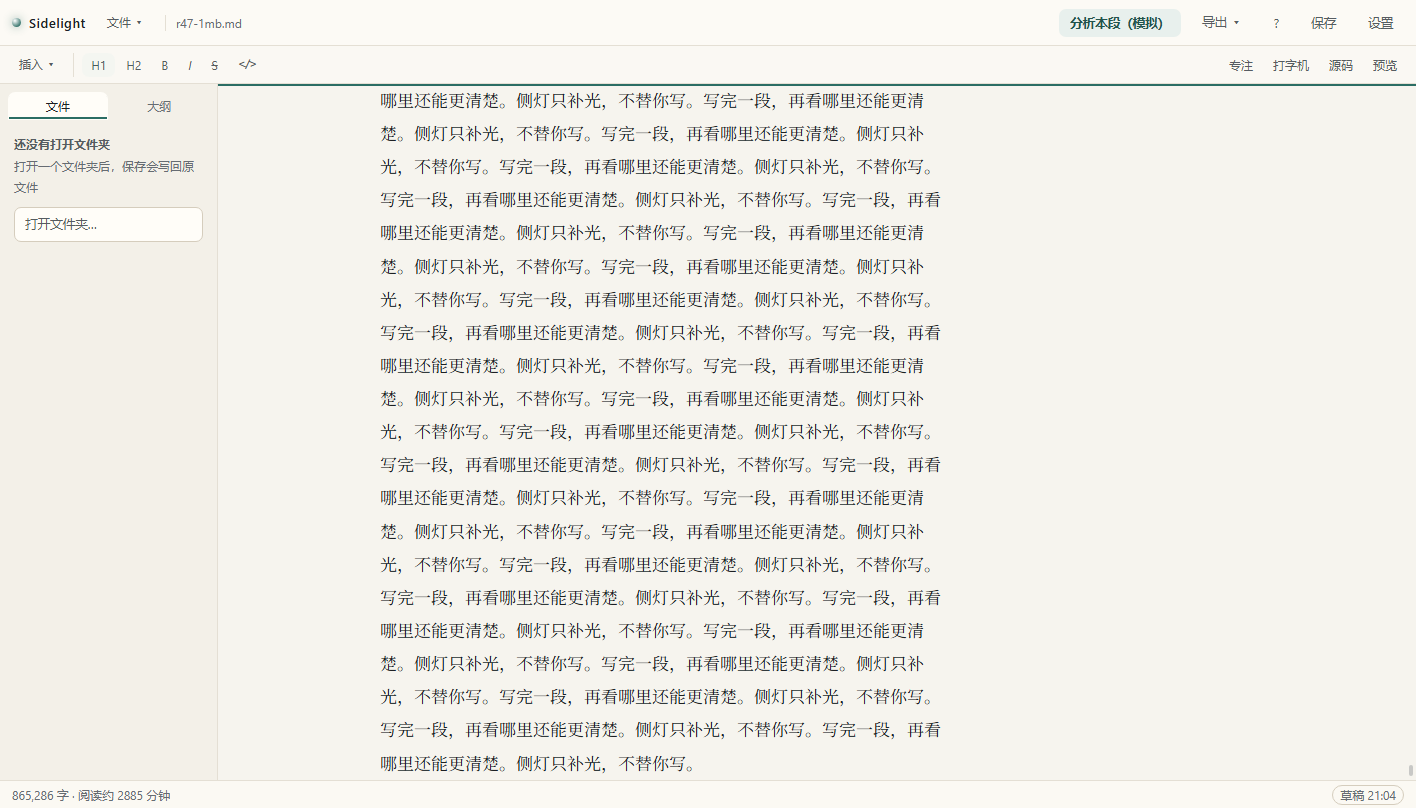 Sidelight 文件 r47-1mb.md 分析本段（模拟） 导出 ? 保存 设置
插入 H1 H2 B I S </> 专注 打字机 源码 预览
文件 大纲
还没有打开文件夹
打开一个文件夹后，保存会写回原
文件
打开文件夹...
哪里还能更清楚。侧灯只补光，不替你写。写完一段，再看哪里还能更清
楚。侧灯只补光，不替你写。写完一段，再看哪里还能更清楚。侧灯只补
光，不替你写。写完一段，再看哪里还能更清楚。侧灯只补光，不替你写。
写完一段，再看哪里还能更清楚。侧灯只补光，不替你写。写完一段，再看
哪里还能更清楚。侧灯只补光，不替你写。写完一段，再看哪里还能更清
楚。侧灯只补光，不替你写。写完一段，再看哪里还能更清楚。侧灯只补
光，不替你写。写完一段，再看哪里还能更清楚。侧灯只补光，不替你写。
写完一段，再看哪里还能更清楚。侧灯只补光，不替你写。写完一段，再看
哪里还能更清楚。侧灯只补光，不替你写。写完一段，再看哪里还能更清
楚。侧灯只补光，不替你写。写完一段，再看哪里还能更清楚。侧灯只补
光，不替你写。写完一段，再看哪里还能更清楚。侧灯只补光，不替你写。
写完一段，再看哪里还能更清楚。侧灯只补光，不替你写。写完一段，再看
哪里还能更清楚。侧灯只补光，不替你写。写完一段，再看哪里还能更清
楚。侧灯只补光，不替你写。写完一段，再看哪里还能更清楚。侧灯只补
光，不替你写。写完一段，再看哪里还能更清楚。侧灯只补光，不替你写。
写完一段，再看哪里还能更清楚。侧灯只补光，不替你写。写完一段，再看
哪里还能更清楚。侧灯只补光，不替你写。写完一段，再看哪里还能更清
楚。侧灯只补光，不替你写。写完一段，再看哪里还能更清楚。侧灯只补
光，不替你写。写完一段，再看哪里还能更清楚。侧灯只补光，不替你写。
写完一段，再看哪里还能更清楚。侧灯只补光，不替你写。写完一段，再看
哪里还能更清楚。侧灯只补光，不替你写。
865,286 字 · 阅读约 2885 分钟 草稿 21:04